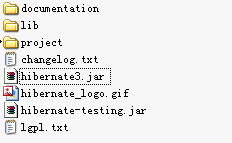 documentation
lib
project
changelog.txt
hibernate3.jar
hibernate_logo.gif
hibernate-testing.jar
lgpl.txt